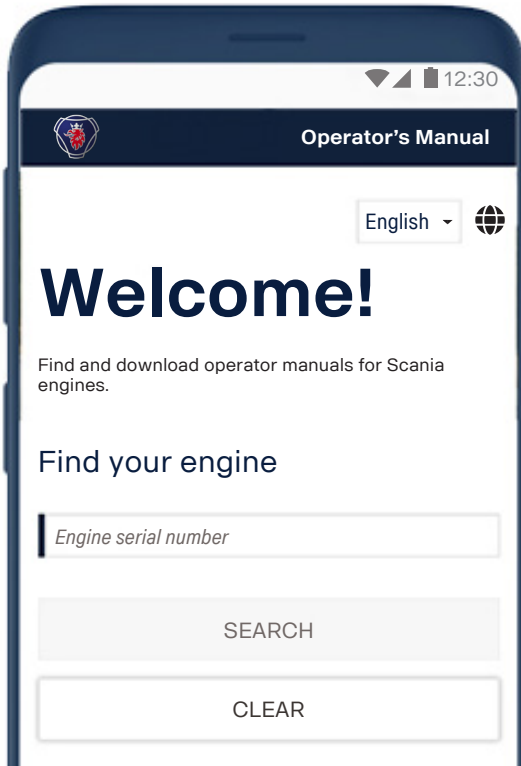 12:30
Operator's Manual
English
Welcome!
Find and download operator manuals for Scania
engines.
Find your engine
Engine serial number
SEARCH
CLEAR